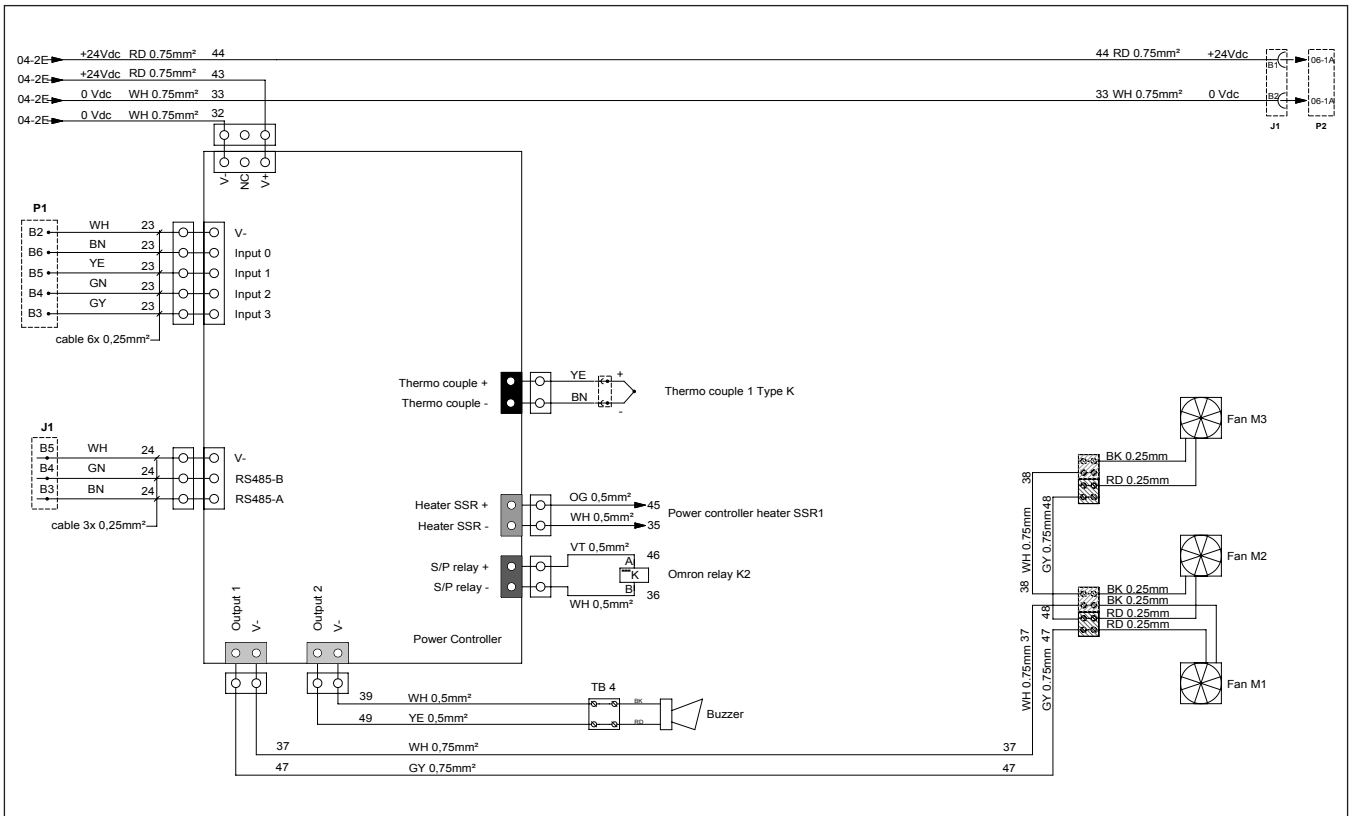 04-2E +24Vdc RD 0.75mm² 44 44 RD 0.75mm² +24Vdc B1 06-1A
04-2E +24Vdc RD 0.75mm² 43
04-2E 0 Vdc WH 0.75mm² 33 33 WH 0.75mm² 0 Vdc B2 06-1A
04-2E 0 Vdc WH 0.75mm² 32
J1 P2
V- NC V+
P1
B2 WH 23 V-
B6 BN 23 Input 0
B5 YE 23 Input 1
B4 GN 23 Input 2
B3 GY 23 Input 3
cable 6x 0,25mm²
Thermo couple + YE +
Thermo couple - BN -
Thermo couple 1 Type K
J1
B5 WH 24 V-
B4 GN 24 RS485-B
B3 BN 24 RS485-A
cable 3x 0,25mm²
Heater SSR + OG 0,5mm² 45
Heater SSR - WH 0,5mm² 35
Power controller heater SSR1
S/P relay + VT 0,5mm² A 46
K Omron relay K2
S/P relay - WH 0,5mm² B 36
Power Controller
Output 1 V- Output 2 V-
39 WH 0,5mm² TB 4 BK
49 YE 0,5mm² RD
Buzzer
37 WH 0,75mm² 37
47 GY 0,75mm² 47
Fan M3
BK 0.25mm
RD 0.25mm
38 WH 0.75mm² 38
48 GY 0.75mm² 48
Fan M2
BK 0.25mm
BK 0.25mm
RD 0.25mm
RD 0.25mm
WH 0.75mm² 37
GY 0.75mm² 47
Fan M1